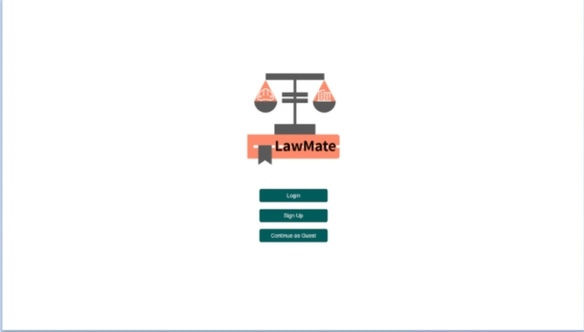 LawMate
Login
Sign Up
Continue as Guest